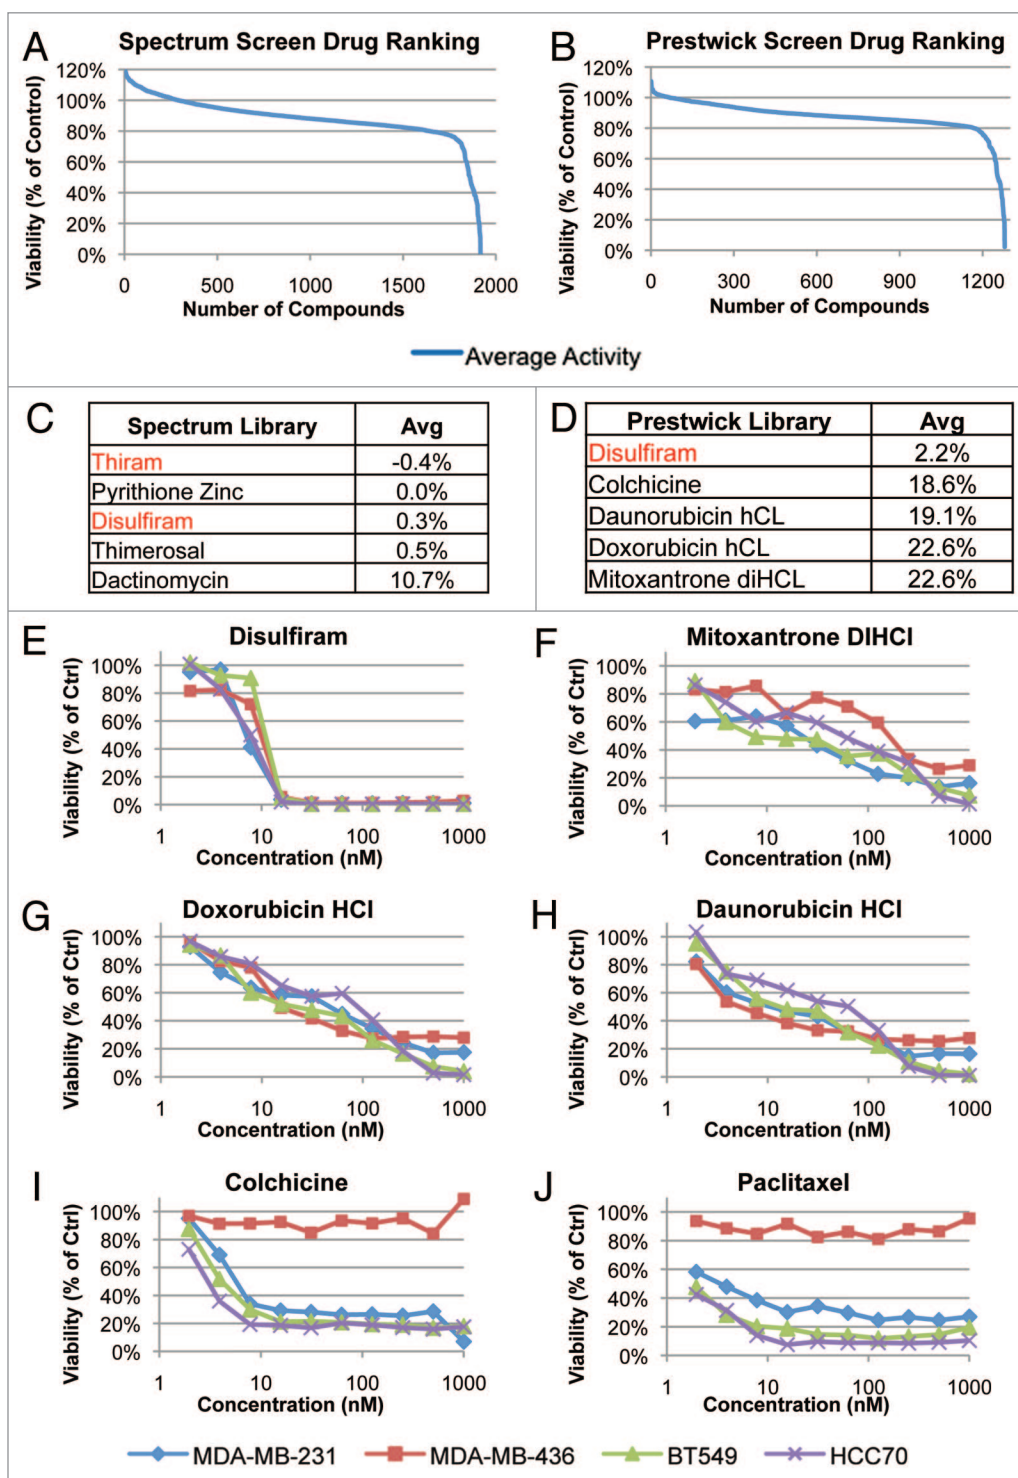 A
Spectrum Screen Drug Ranking
Viability (% of Control)
120%
100%
80%
60%
40%
20%
0%
0 500 1000 1500 2000
Number of Compounds
B
Prestwick Screen Drug Ranking
Viability (% of Control)
120%
100%
80%
60%
40%
20%
0%
0 300 600 900 1200
Number of Compounds
Average Activity
C
Spectrum Library Avg
Thiram -0.4%
Pyrithione Zinc 0.0%
Disulfiram 0.3%
Thimerosal 0.5%
Dactinomycin 10.7%
D
Prestwick Library Avg
Disulfiram 2.2%
Colchicine 18.6%
Daunorubicin hCL 19.1%
Doxorubicin hCL 22.6%
Mitoxantrone diHCL 22.6%
E
Disulfiram
Viability (% of Ctrl)
100%
80%
60%
40%
20%
0%
1 10 100 1000
Concentration (nM)
F
Mitoxantrone DIHCl
Viability (% of Ctrl)
100%
80%
60%
40%
20%
0%
1 10 100 1000
Concentration (nM)
G
Doxorubicin HCl
Viability (% of Ctrl)
100%
80%
60%
40%
20%
0%
1 10 100 1000
Concentration (nM)
H
Daunorubicin HCl
Viability (% of Ctrl)
100%
80%
60%
40%
20%
0%
1 10 100 1000
Concentration (nM)
I
Colchicine
Viability (% of Ctrl)
100%
80%
60%
40%
20%
0%
1 10 100 1000
Concentration (nM)
J
Paclitaxel
Viability (% of Ctrl)
100%
80%
60%
40%
20%
0%
1 10 100 1000
Concentration (nM)
MDA-MB-231 MDA-MB-436 BT549 HCC70